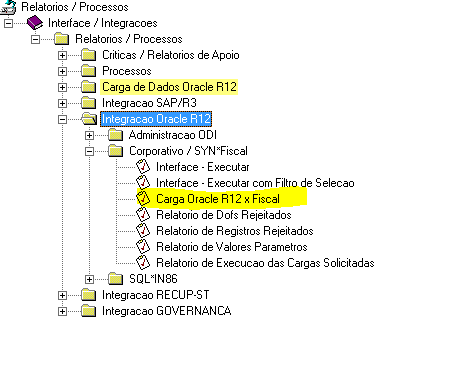 Relatorios / Processos
Interface / Integracoes
Relatorios / Processos
Criticas / Relatorios de Apoio
Processos
Carga de Dados Oracle R12
Integracao SAP/R3
Integracao Oracle R12
Administracao ODI
Corporativo / SYN*Fiscal
Interface - Executar
Interface - Executar com Filtro de Selecao
Carga Oracle R12 x Fiscal
Relatorio de Dofs Rejeitados
Relatorio de Registros Rejeitados
Relatorio de Valores Parametros
Relatorio de Execucao das Cargas Solicitadas
SQL*IN86
Integracao RECUP-ST
Integracao GOVERNANCA